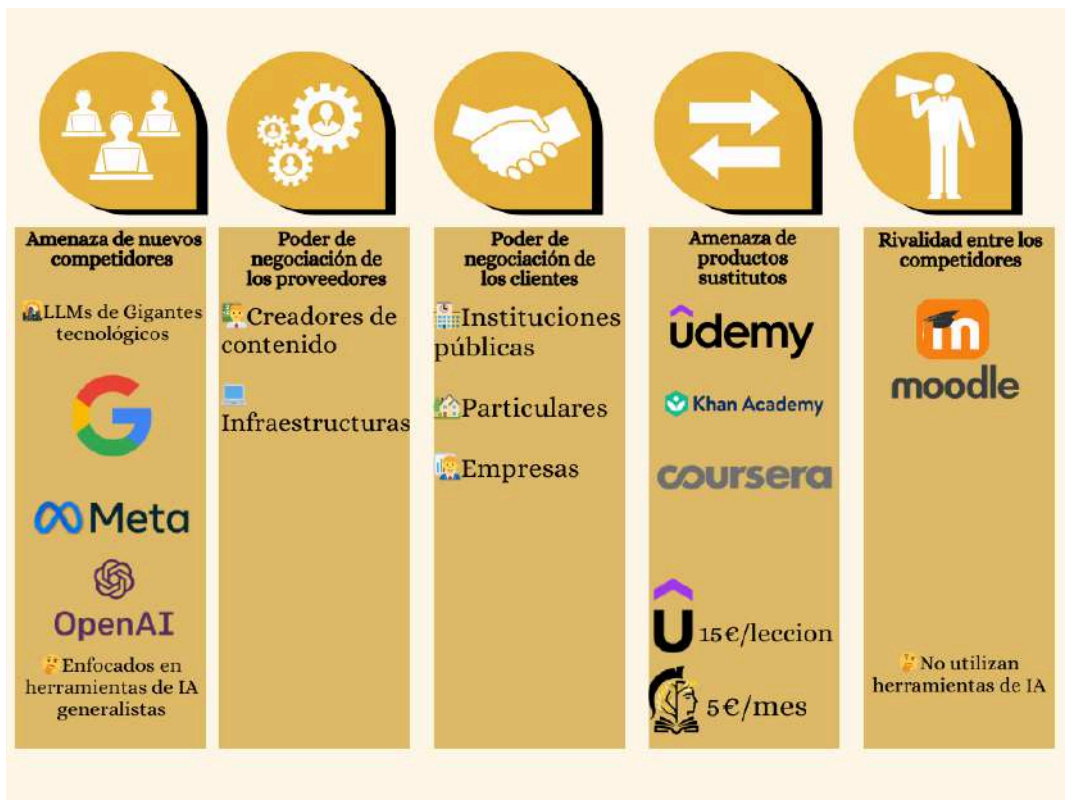 Amenaza de nuevos
competidores
LLMs de Gigantes
tecnológicos
Meta
OpenAI
Enfocados en
herramientas de IA
generalistas
Poder de
negociación de
los proveedores
Creadores de
contenido
Infraestructuras
Poder de
negociación de
los clientes
Instituciones
públicas
Particulares
Empresas
Amenaza de
productos
sustitutos
ûdemy
Khan Academy
coursera
Û 15€/leccion
5€/mes
Rivalidad entre los
competidores
m
moodle
No utilizan
herramientas de IA